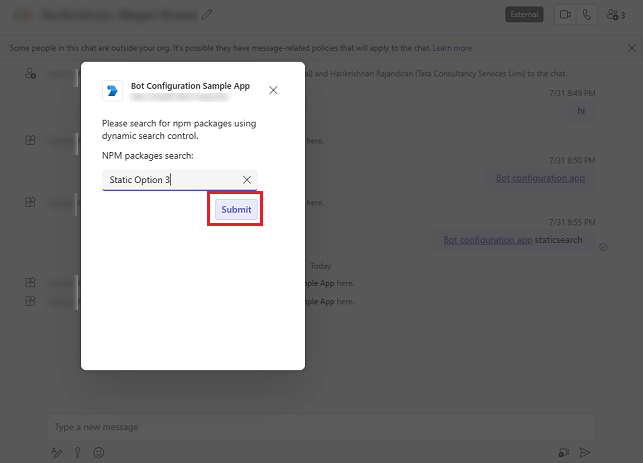 External
3
Some people in this chat are outside your org. It's possible they have message-related policies that will apply to the chat. Learn more
al) and Harikrishnan Rajandiran (Tata Consultancy Services Limi) to the chat.
7/31 8:49 PM
hi
Bot Configuration Sample App
Please search for npm packages using
dynamic search control.
NPM packages search:
Static Option 3
Submit
here.
7/31 8:50 PM
Bot configuration app
here.
7/31 8:55 PM
Bot configuration app staticsearch
Today
mple App here.
mple App here.
Type a new message